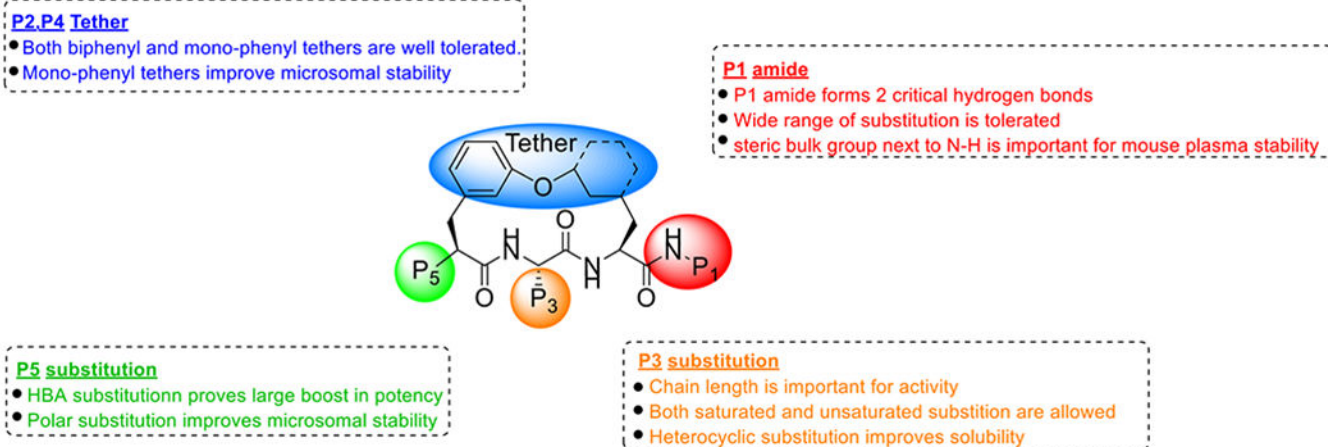 P2,P4 Tether
● Both biphenyl and mono-phenyl tethers are well tolerated.
● Mono-phenyl tethers improve microsomal stability
P1 amide
● P1 amide forms 2 critical hydrogen bonds
● Wide range of substitution is tolerated
● steric bulk group next to N-H is important for mouse plasma stability
Tether
O
O
H
N
N
H
H
N
P5
P3
P1
O
O
P5 substitution
● HBA substitutionn proves large boost in potency
● Polar substitution improves microsomal stability
P3 substitution
● Chain length is important for activity
● Both saturated and unsaturated substition are allowed
● Heterocyclic substitution improves solubility